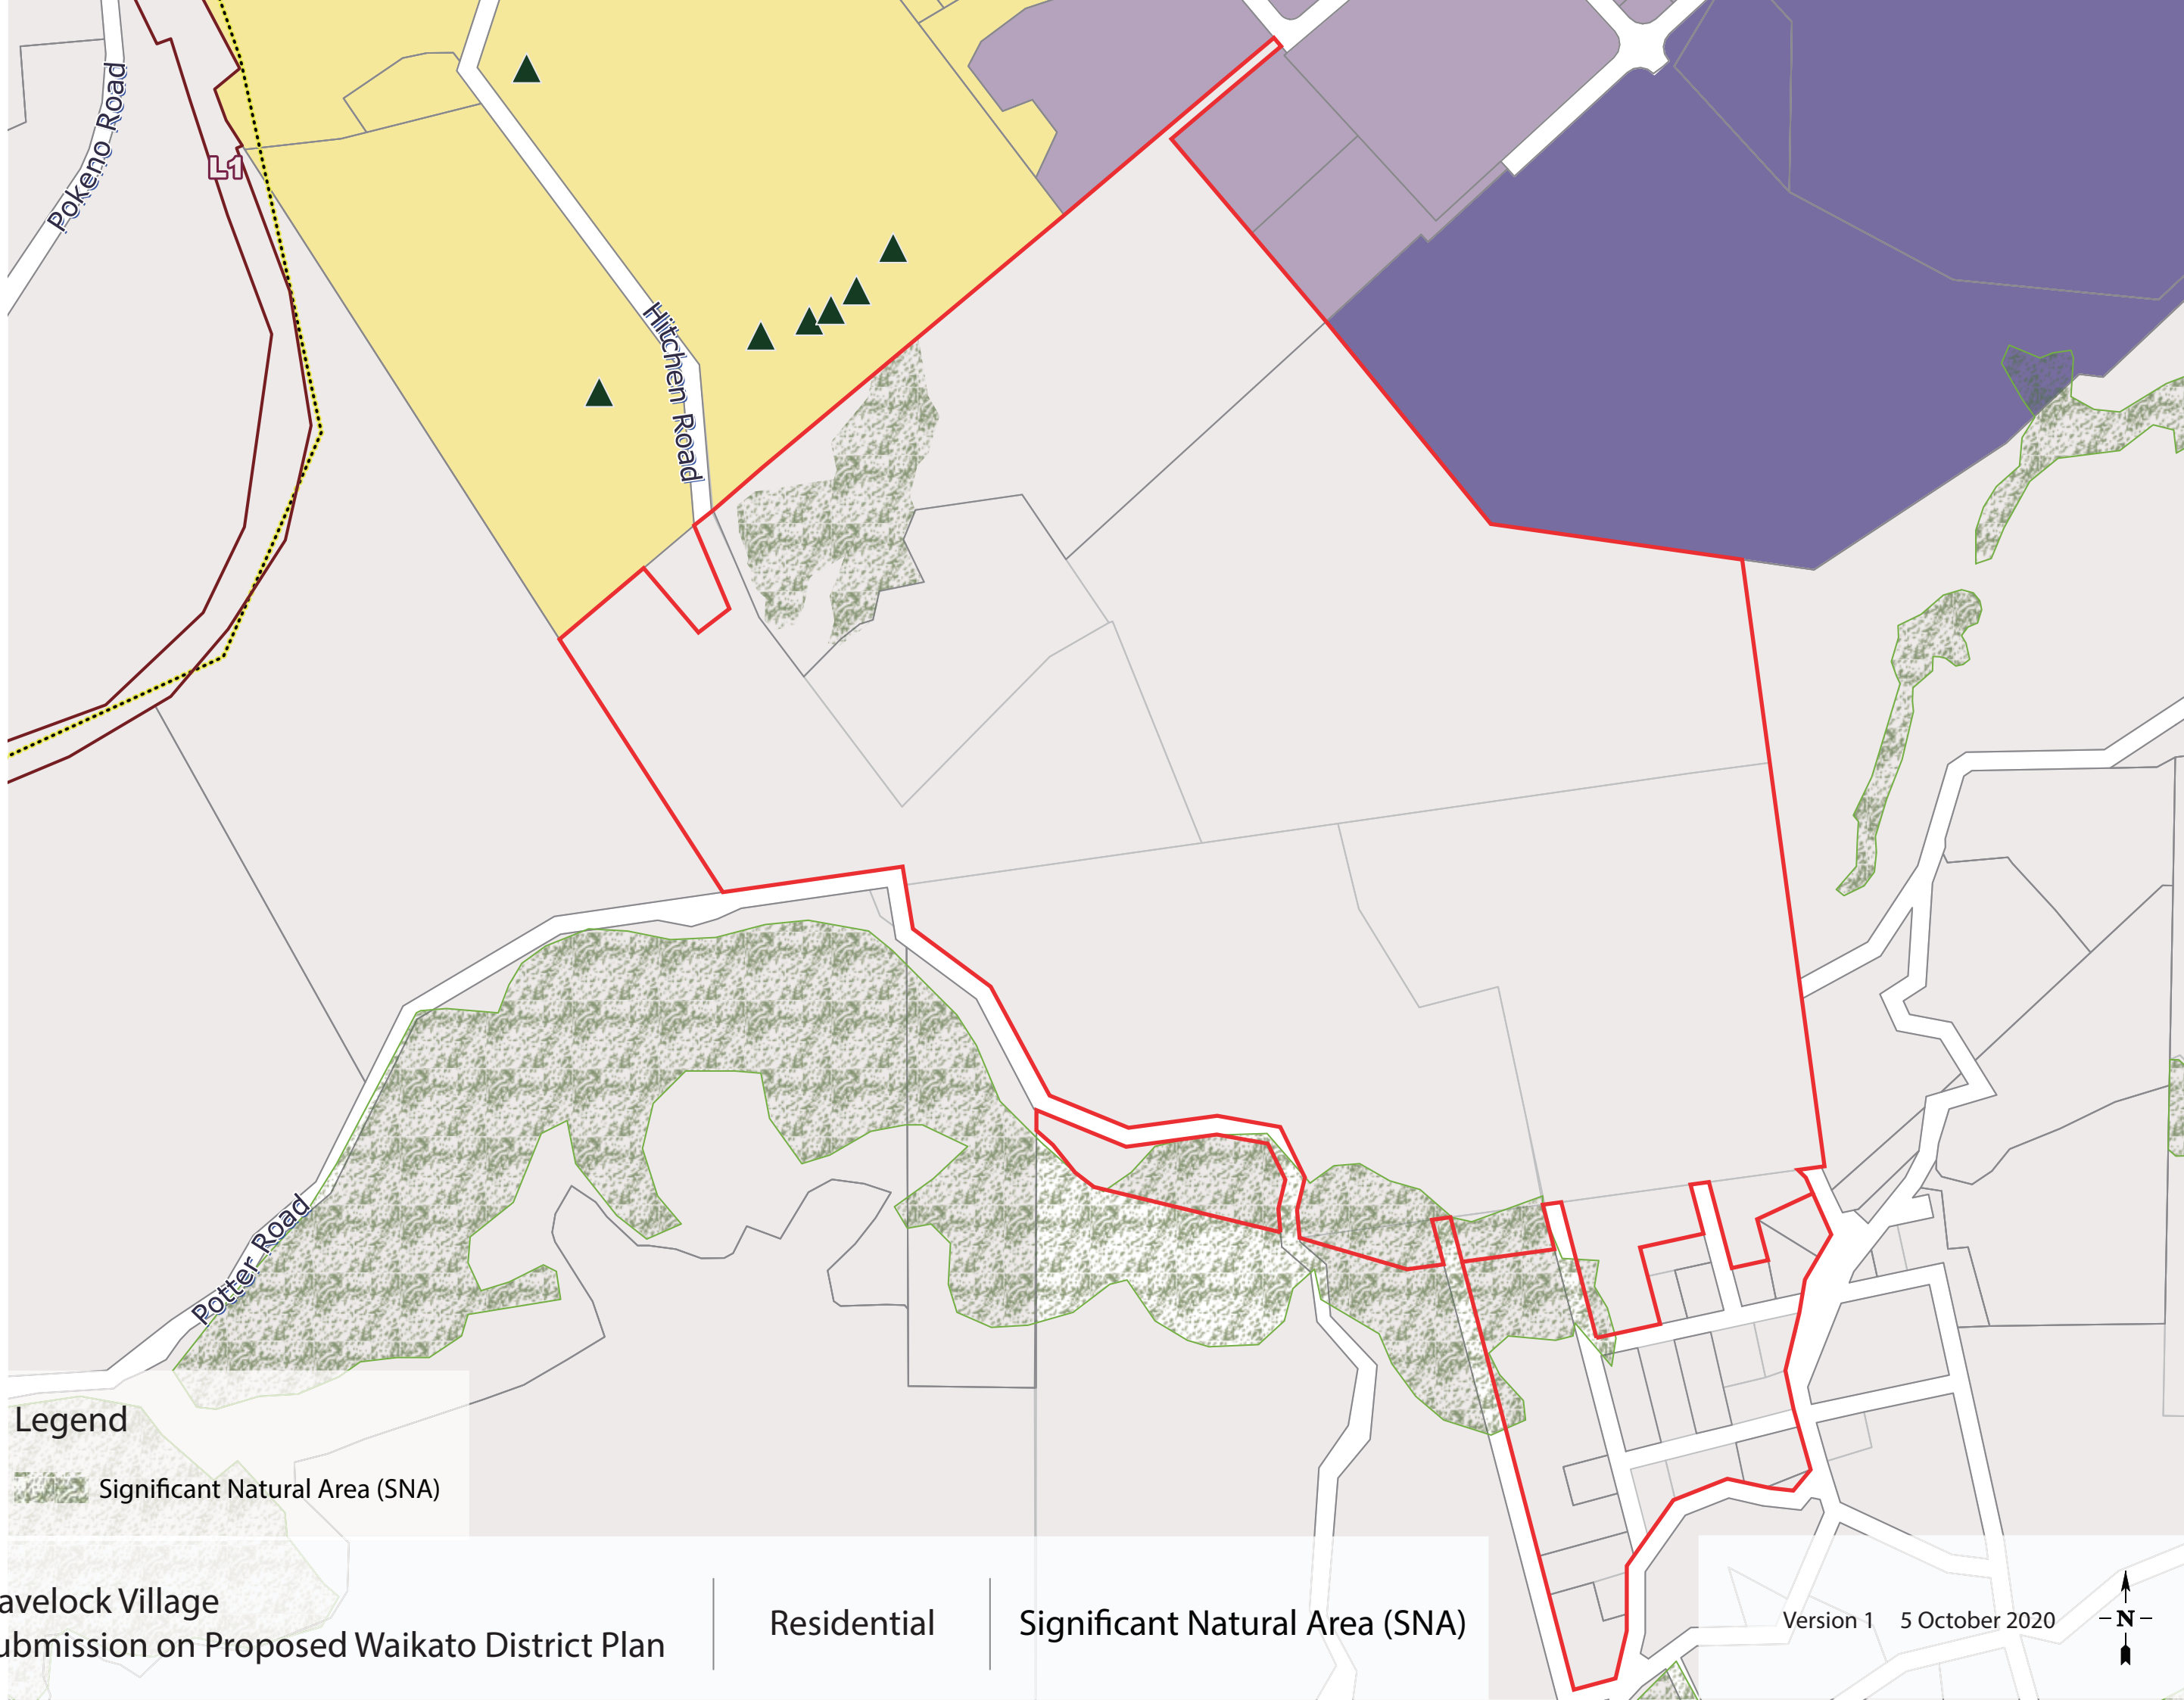 Pokeno Road
L1
Hitchen Road
Potter Road
Legend
Significant Natural Area (SNA)
avelock Village
ubmission on Proposed Waikato District Plan
Residential
Significant Natural Area (SNA)
Version 1 5 October 2020
N